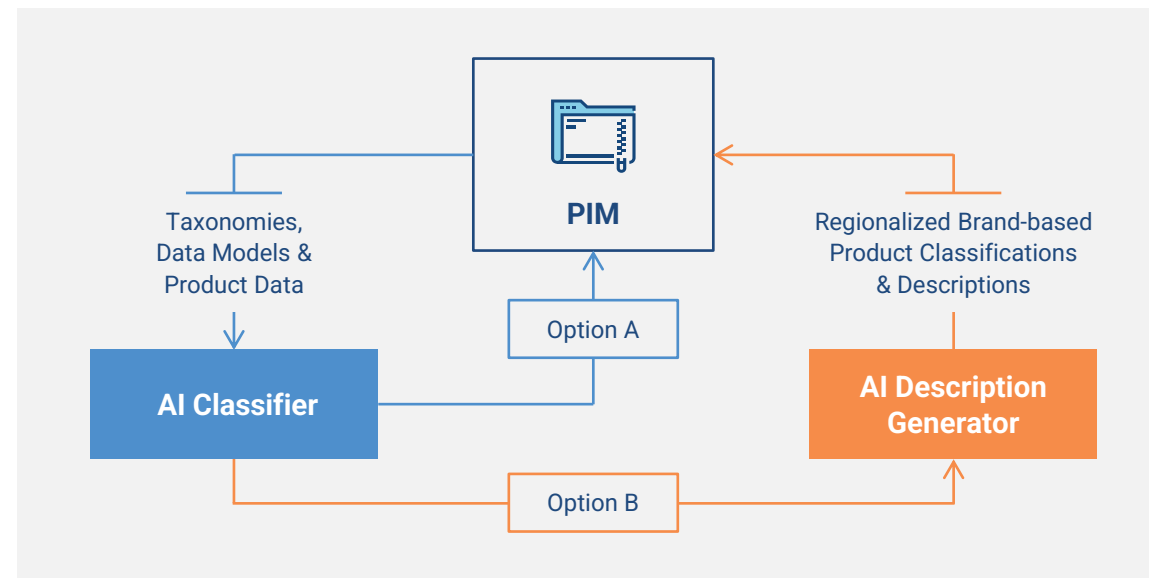 PIM
Taxonomies,
Data Models &
Product Data
Regionalized Brand-based
Product Classifications
& Descriptions
Option A
AI Classifier
AI Description
Generator
Option B